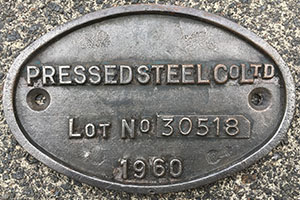 PRESSED STEEL CO LTD
LOT NO 30518
1960